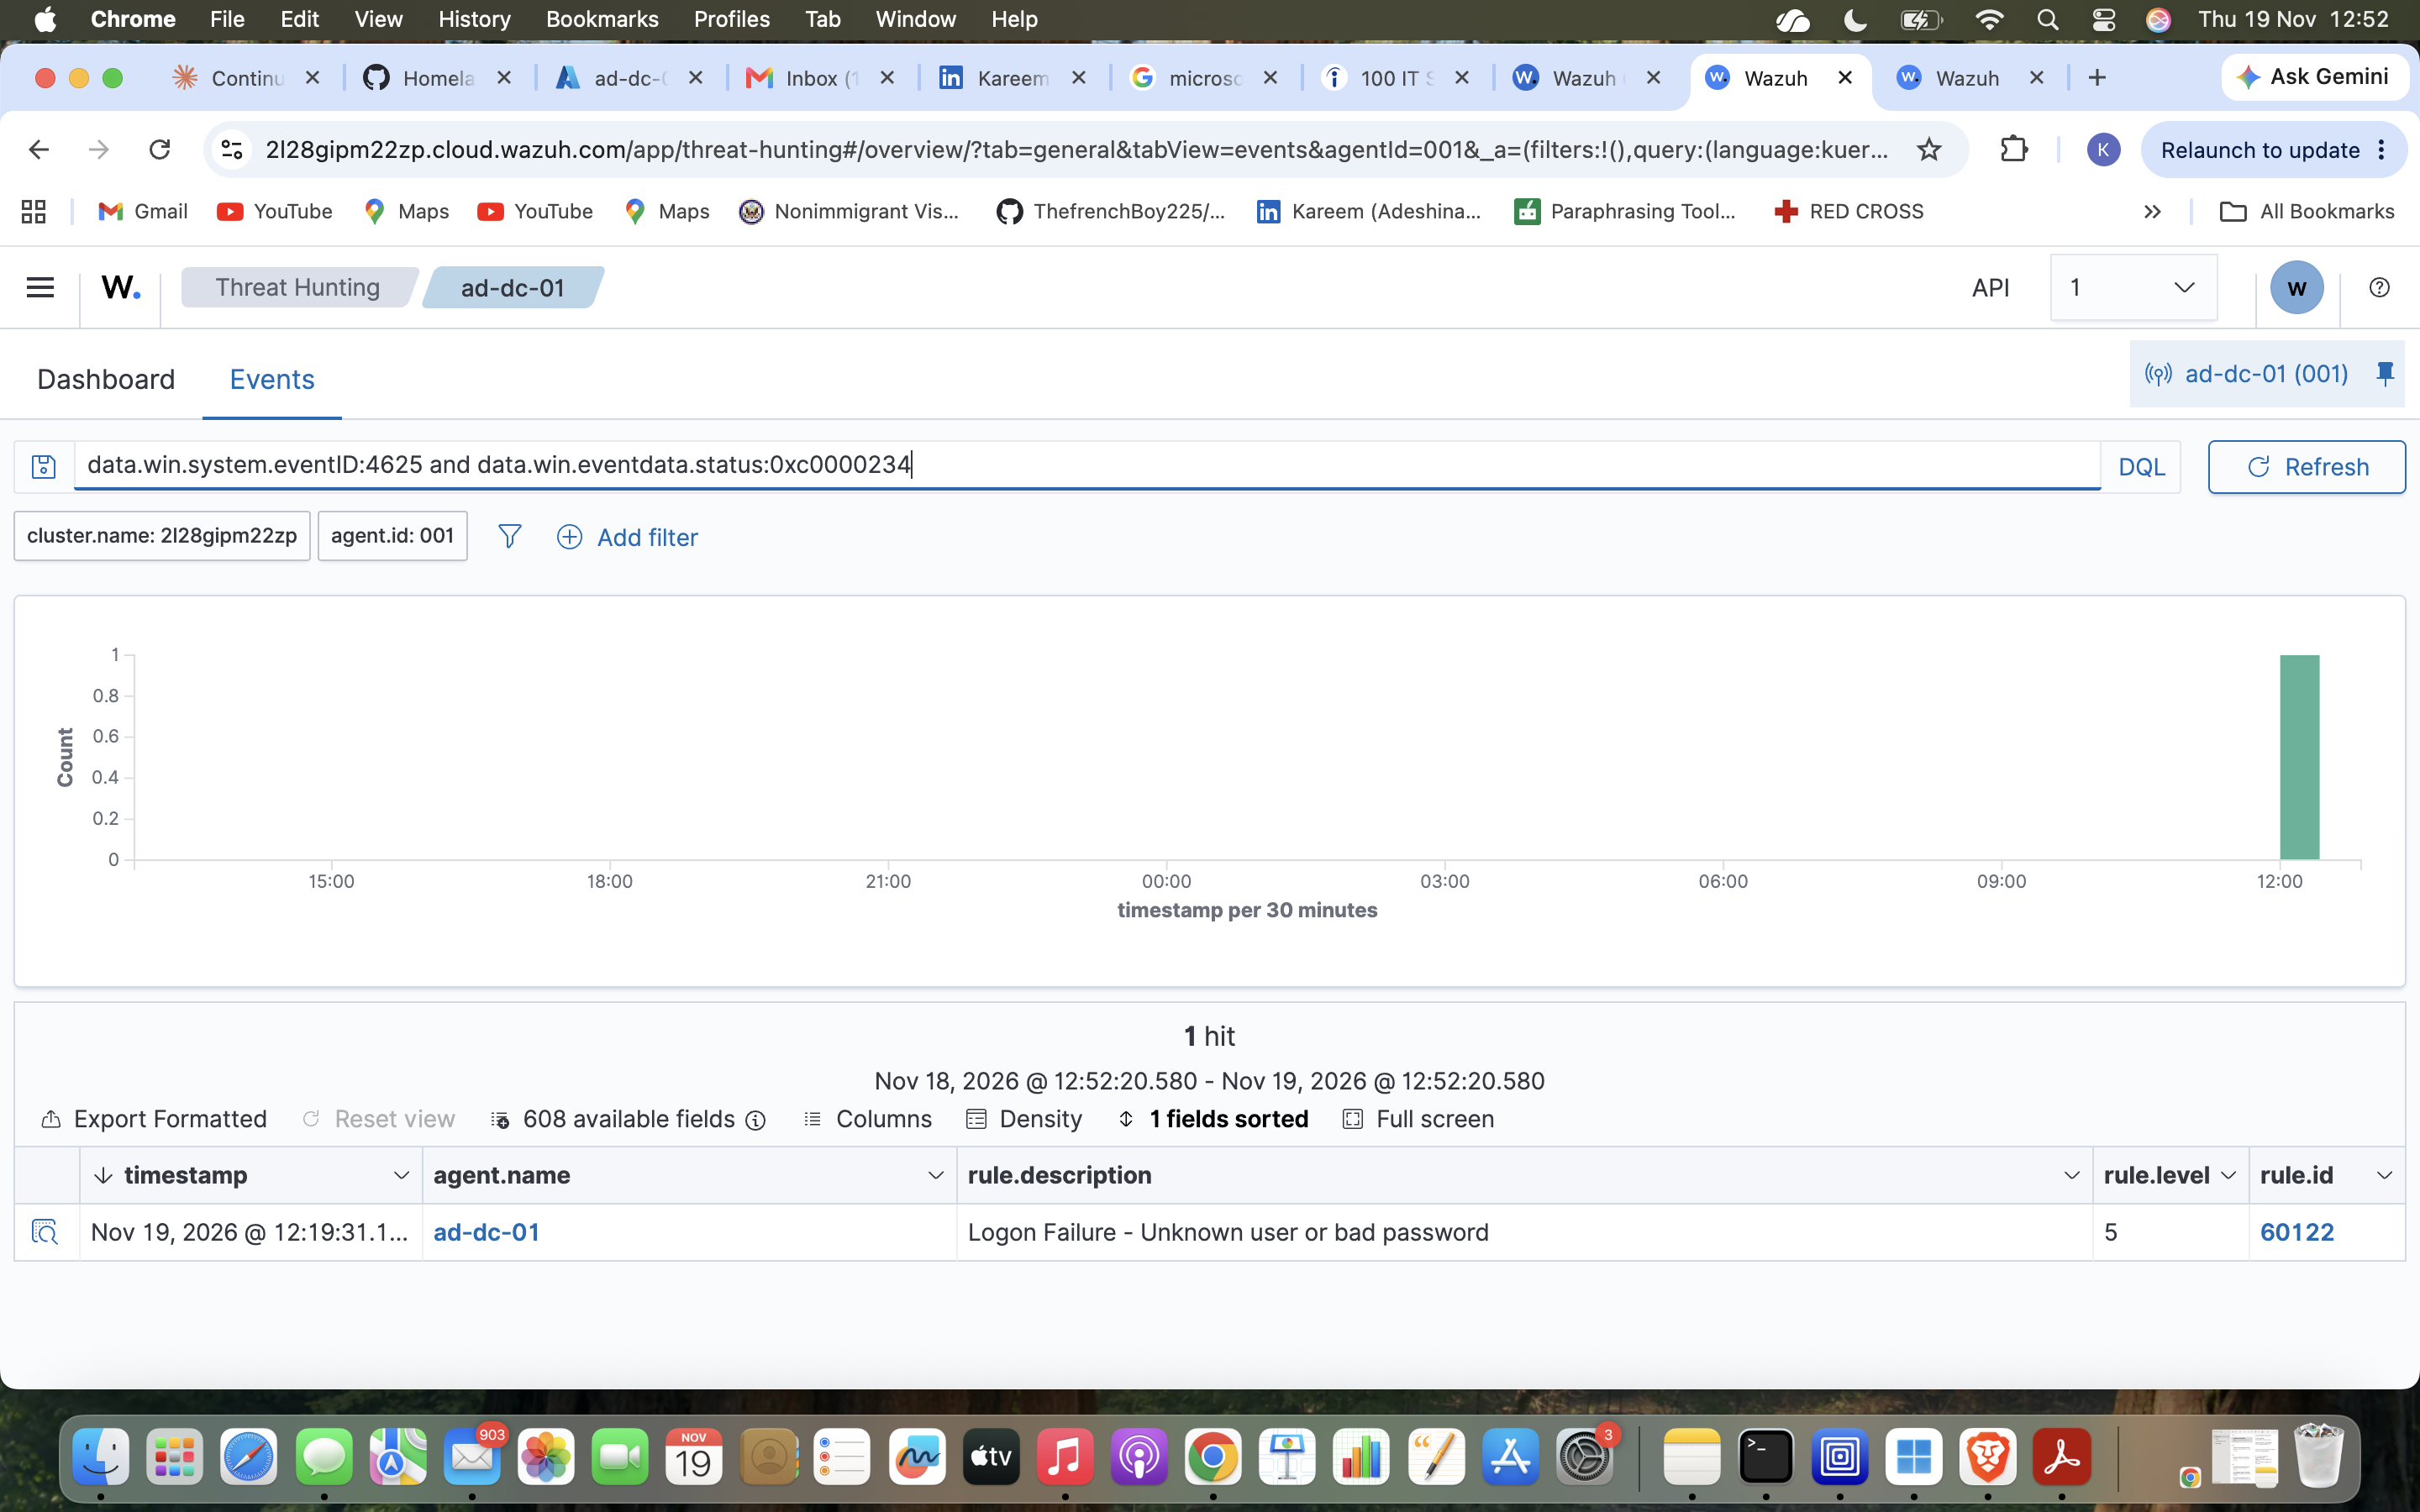 Chrome File Edit View History Bookmarks Profiles Tab Window Help Thu 19 Nov 12:52
Continu Homela ad-dc-( Inbox (1 Kareem microsc 100 IT S Wazuh Wazuh Wazuh Ask Gemini
2l28gipm22zp.cloud.wazuh.com/app/threat-hunting#/overview/?tab=general&tabView=events&agentId=001&_a=(filters:!(),query:(language:kuer... K Relaunch to update
Gmail YouTube Maps YouTube Maps Nonimmigrant Vis... ThefrenchBoy225/... Kareem (Adeshina... Paraphrasing Tool... RED CROSS » All Bookmarks
W. Threat Hunting ad-dc-01 API 1 W
Dashboard Events ad-dc-01 (001)
data.win.system.eventID:4625 and data.win.eventdata.status:0xc0000234 DQL Refresh
cluster.name: 2l28gipm22zp agent.id: 001 Add filter
1
0.8
0.6
0.4
0.2
0
Count
15:00 18:00 21:00 00:00 03:00 06:00 09:00 12:00
timestamp per 30 minutes
1 hit
Nov 18, 2026 @ 12:52:20.580 - Nov 19, 2026 @ 12:52:20.580
Export Formatted Reset view 608 available fields Columns Density 1 fields sorted Full screen
timestamp agent.name rule.description rule.level rule.id
Nov 19, 2026 @ 12:19:31.1... ad-dc-01 Logon Failure - Unknown user or bad password 5 60122
903 NOV 19 tv 3